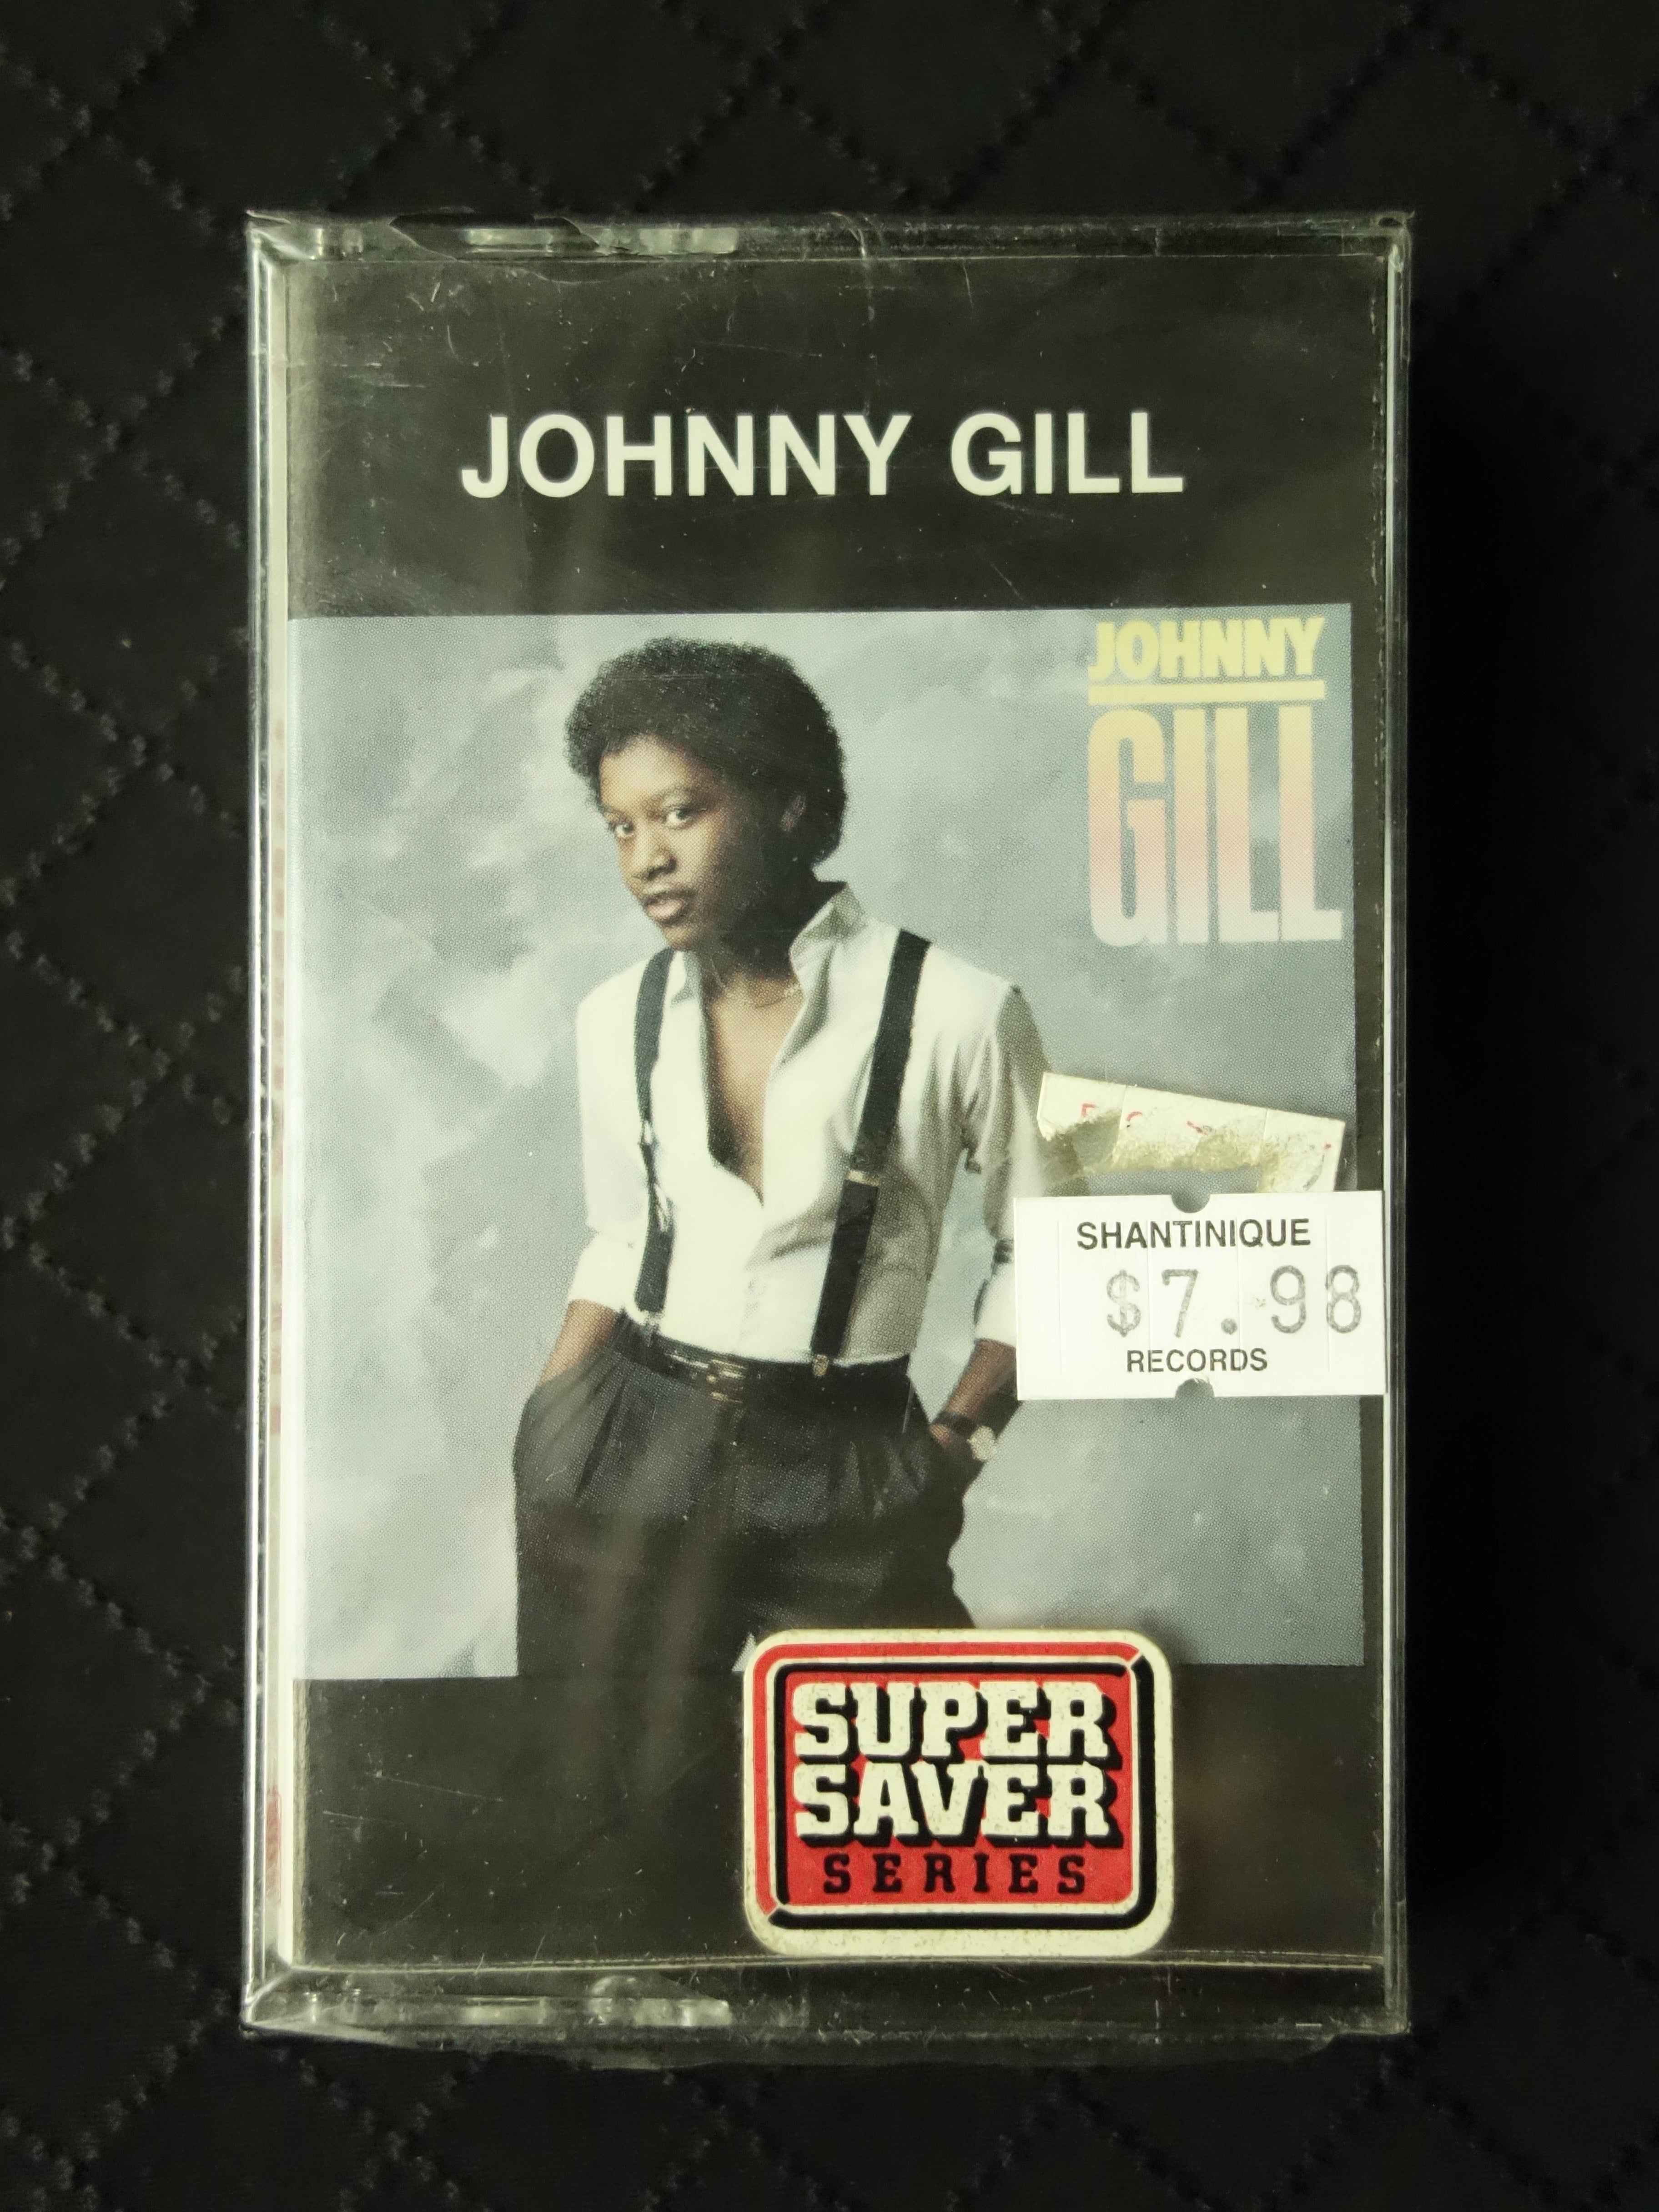 JOHNNY GILL
JOHNNY
GILL
SHANTINIQUE
$7.98
RECORDS
SUPER
SAVER
SERIES